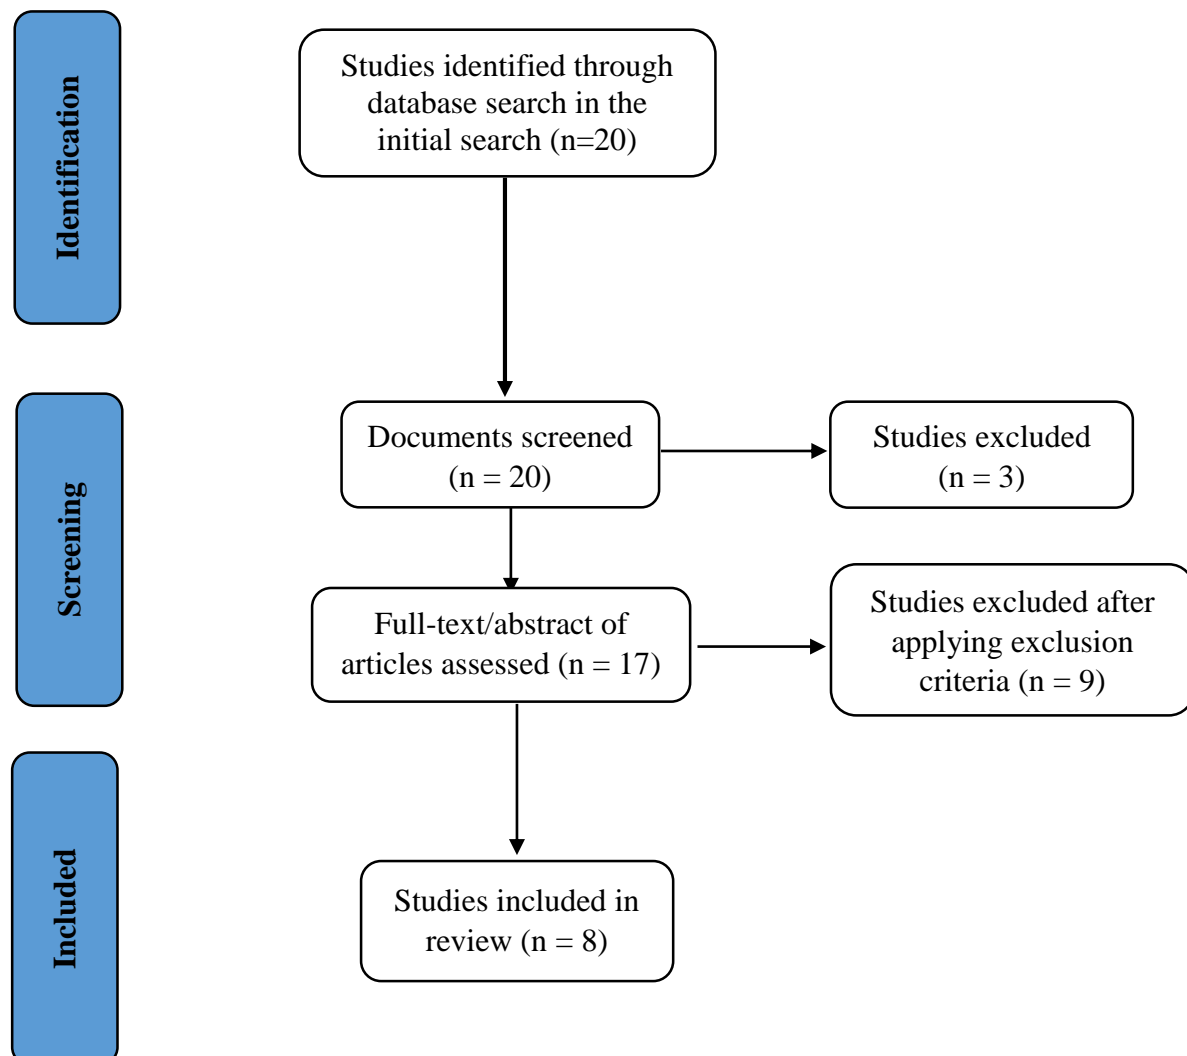 Identification
Studies identified through
database search in the
initial search (n=20)
Screening
Documents screened
(n = 20)
Studies excluded
(n = 3)
Full-text/abstract of
articles assessed (n = 17)
Studies excluded after
applying exclusion
criteria (n = 9)
Included
Studies included in
review (n = 8)